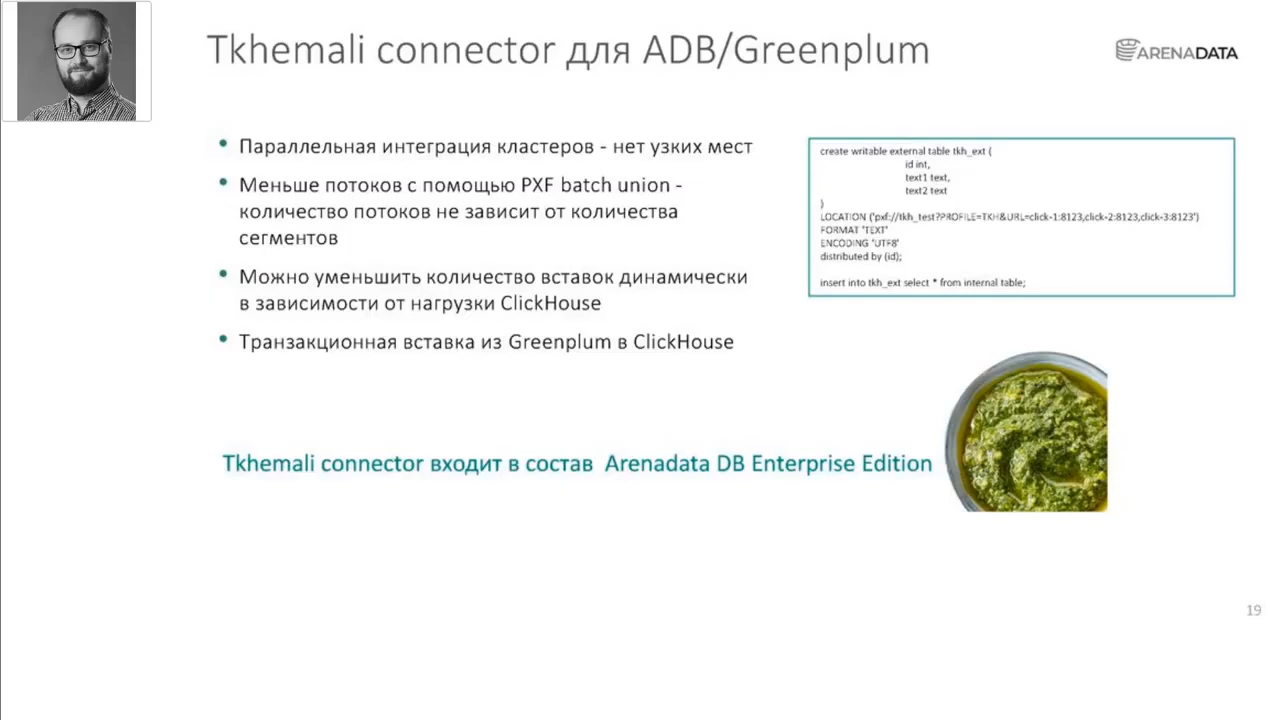 Tkhemali connector для ADB/Greenplum
ARENADATA
• Параллельная интеграция кластеров - нет узких мест
• Меньше потоков с помощью PXF batch union -
количество потоков не зависит от количества
сегментов
• Можно уменьшить количество вставок динамически
в зависимости от нагрузки ClickHouse
• Транзакционная вставка из Greenplum в ClickHouse
create writable external table tkh_ext (
id int,
text1 text,
text2 text
)
LOCATION ('pxf://tkh_test?PROFILE=TKH&URL=click-1:8123,click-2:8123,click-3:8123')
FORMAT 'TEXT'
ENCODING 'UTF8'
distributed by (id);
insert into tkh_ext select * from internal table;
Tkhemali connector входит в состав Arenadata DB Enterprise Edition
19